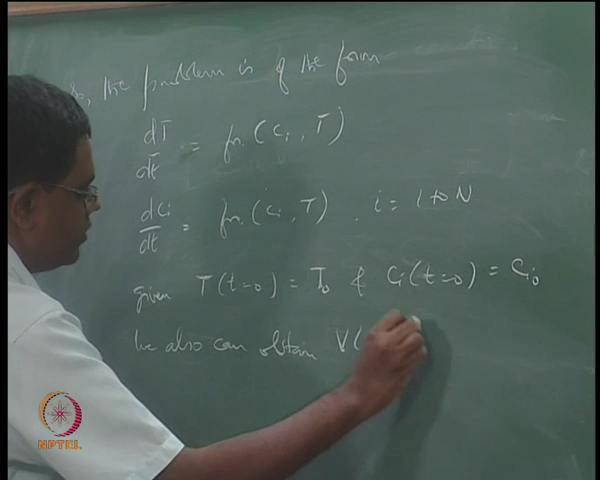 So, the problem is of the form
dT/dt = fn. (ci, T)
dci/dt = fn. (ci, T), i = 1 to N
given T(t=0) = T0 & ci(t=0) = ci0
We also can obtain V(
NPTEL